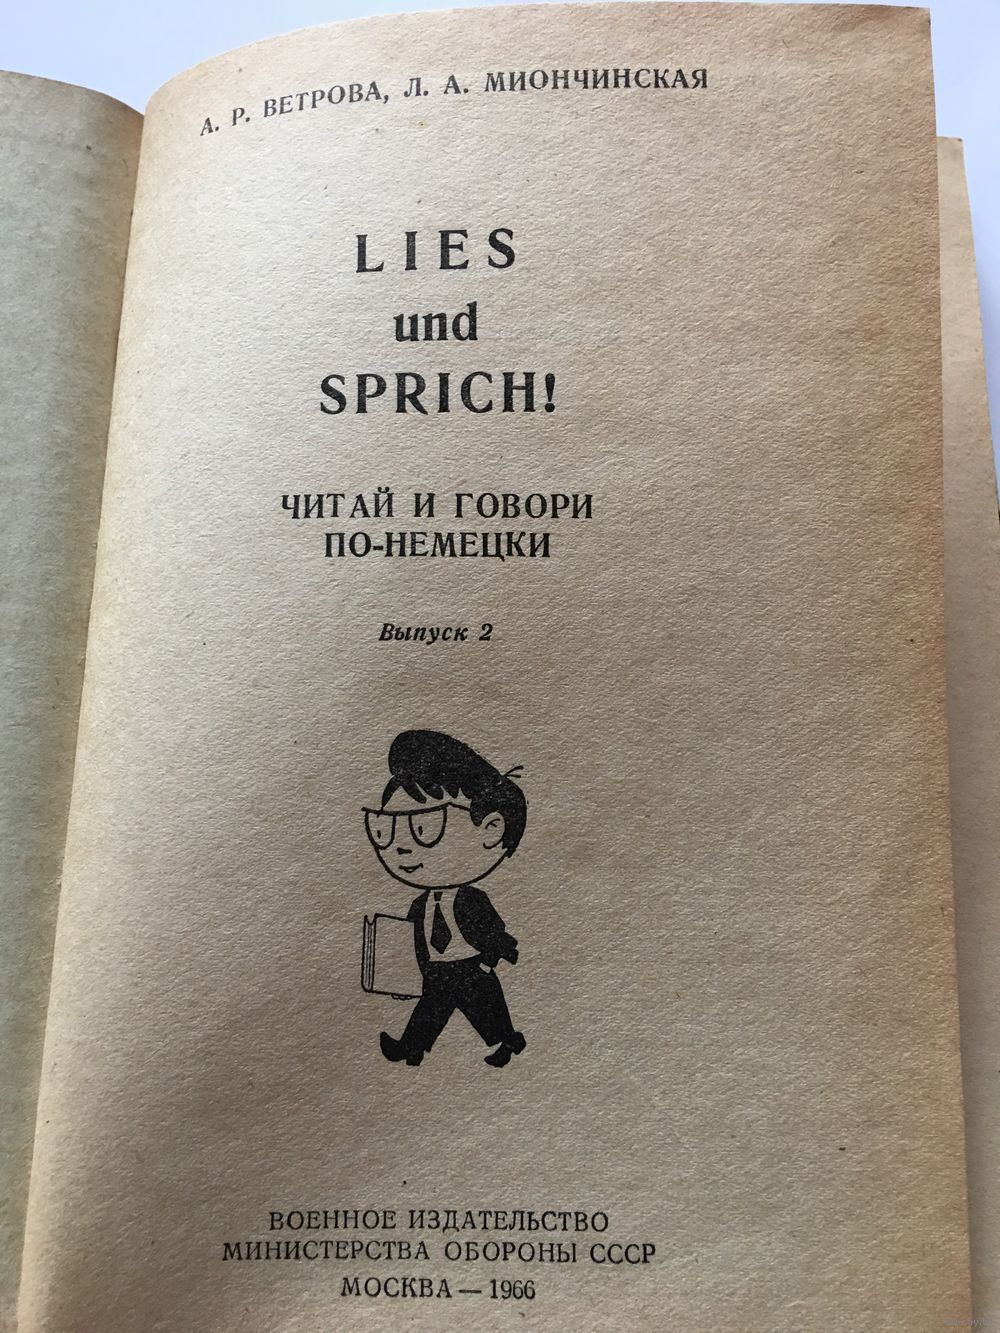 А. Р. ВЕТРОВА, Л. А. МИОНЧИНСКАЯ
LIES
und
SPRICH!
ЧИТАЙ И ГОВОРИ
ПО-НЕМЕЦКИ
Выпуск 2
ВОЕННОЕ ИЗДАТЕЛЬСТВО
МИНИСТЕРСТВА ОБОРОНЫ СССР
МОСКВА — 1966